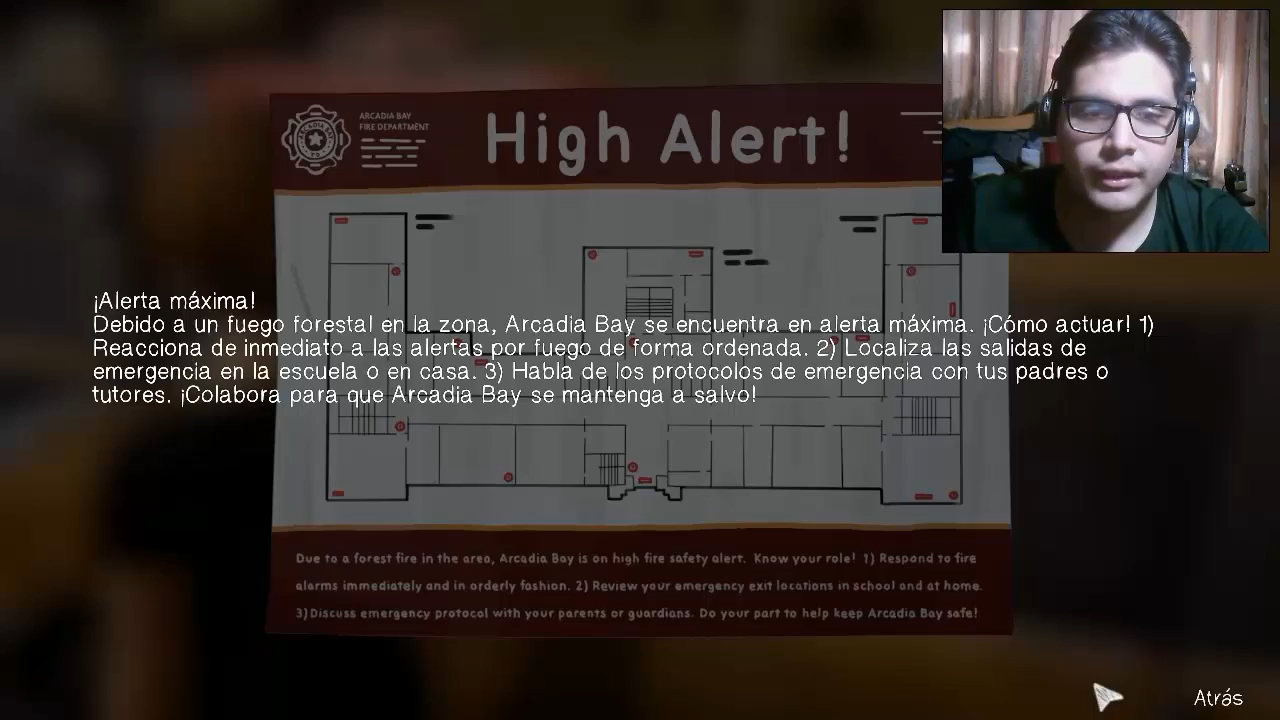 ARCADIA BAY
FIRE DEPARTMENT
High Alert!
¡Alerta máxima!
Debido a un fuego forestal en la zona, Arcadia Bay se encuentra en alerta máxima. ¡Cómo actuar! 1)
Reacciona de inmediato a las alertas por fuego de forma ordenada. 2) Localiza las salidas de
emergencia en la escuela o en casa. 3) Habla de los protocolos de emergencia con tus padres o
tutores. ¡Colabora para que Arcadia Bay se mantenga a salvo!
Due to a forest fire in the area, Arcadia Bay is on high fire safety alert. Know your role! 1) Respond to fire
alarms immediately and in orderly fashion. 2) Review your emergency exit locations in school and at home.
3)Discuss emergency protocol with your parents or guardians. Do your part to help keep Arcadia Bay safe!
Atrás